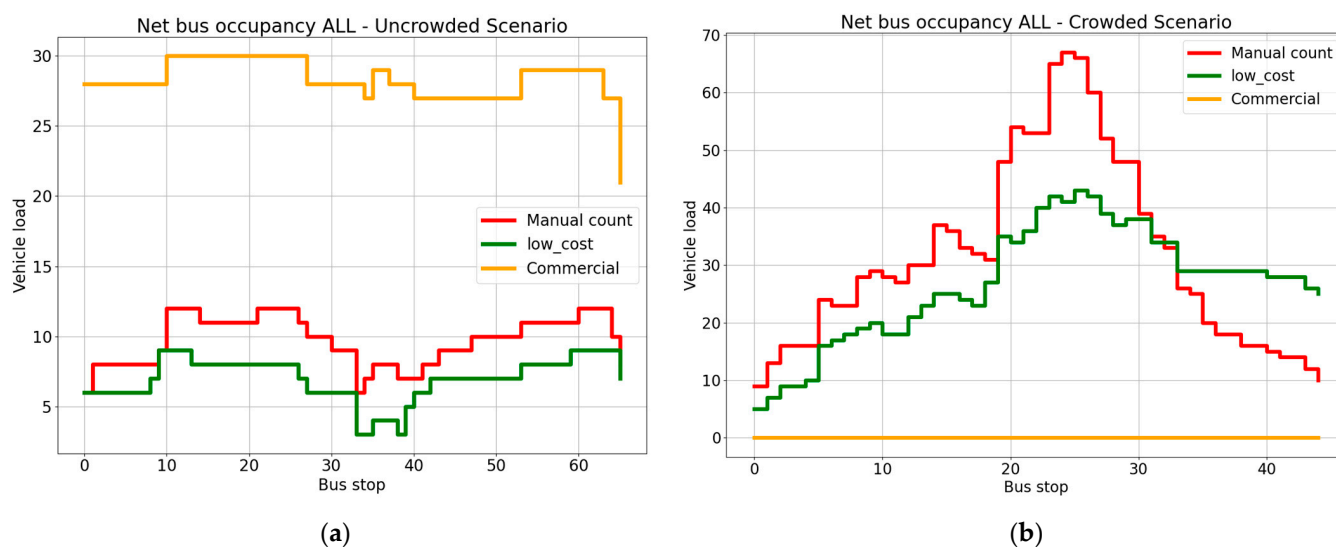 Net bus occupancy ALL - Uncrowded Scenario
30
25
20
15
10
5
Vehicle load
Manual count
low_cost
Commercial
0 10 20 30 40 50 60
Bus stop
(a)
Net bus occupancy ALL - Crowded Scenario
70
60
50
40
30
20
10
0
Vehicle load
Manual count
low_cost
Commercial
0 10 20 30 40
Bus stop
(b)